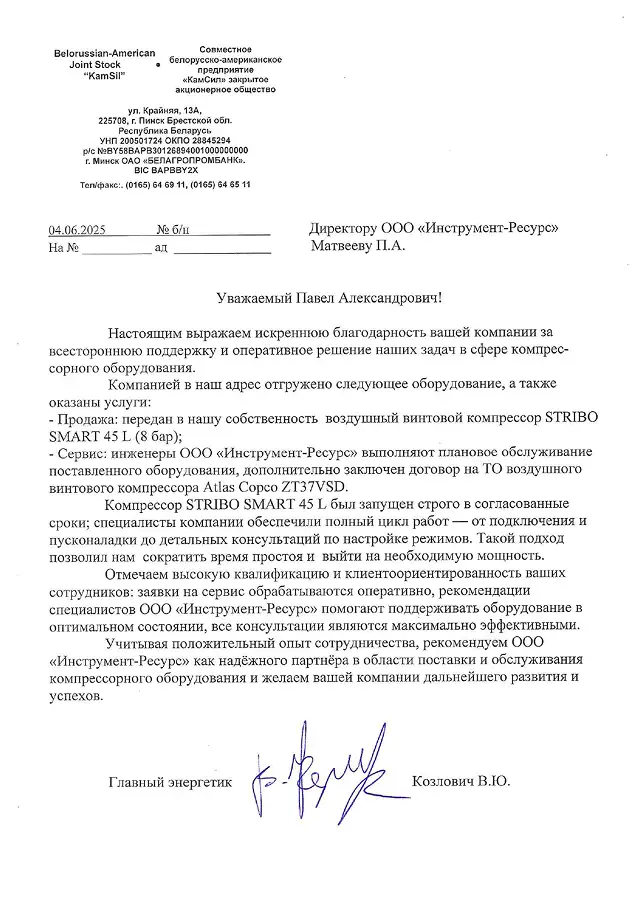 Belorussian-American
Joint Stock
“KamSil”
•
Совместное
белорусско-американское
предприятие
«КамСил» закрытое
акционерное общество
ул. Крайняя, 13А,
225708, г. Пинск Брестской обл.
Республика Беларусь
УНП 200501724 ОКПО 28845294
р/с №BY58BAPB30126894001000000000
г. Минск ОАО «БЕЛАГРОПРОМБАНК».
BIC BAPBBY2X
Тел/факс:. (0165) 64 69 11, (0165) 64 65 11
04.06.2025 № б/н
На № ад
Директору ООО «Инструмент-Ресурс»
Матвееву П.А.
Уважаемый Павел Александрович!
Настоящим выражаем искреннюю благодарность вашей компании за
всестороннюю поддержку и оперативное решение наших задач в сфере компрес-
сорного оборудования.
Компанией в наш адрес отгружено следующее оборудование, а также
оказаны услуги:
- Продажа: передан в нашу собственность воздушный винтовой компрессор STRIBO
SMART 45 L (8 бар);
- Сервис: инженеры ООО «Инструмент-Ресурс» выполняют плановое обслуживание
поставленного оборудования, дополнительно заключен договор на ТО воздушного
винтового компрессора Atlas Copco ZT37VSD.
Компрессор STRIBO SMART 45 L был запущен строго в согласованные
сроки; специалисты компании обеспечили полный цикл работ — от подключения и
пусконаладки до детальных консультаций по настройке режимов. Такой подход
позволил нам сократить время простоя и выйти на необходимую мощность.
Отмечаем высокую квалификацию и клиентоориентированность ваших
сотрудников: заявки на сервис обрабатываются оперативно, рекомендации
специалистов ООО «Инструмент-Ресурс» помогают поддерживать оборудование в
оптимальном состоянии, все консультации являются максимально эффективными.
Учитывая положительный опыт сотрудничества, рекомендуем ООО
«Инструмент-Ресурс» как надёжного партнёра в области поставки и обслуживания
компрессорного оборудования и желаем вашей компании дальнейшего развития и
успехов.
Главный энергетик Козлович В.Ю.